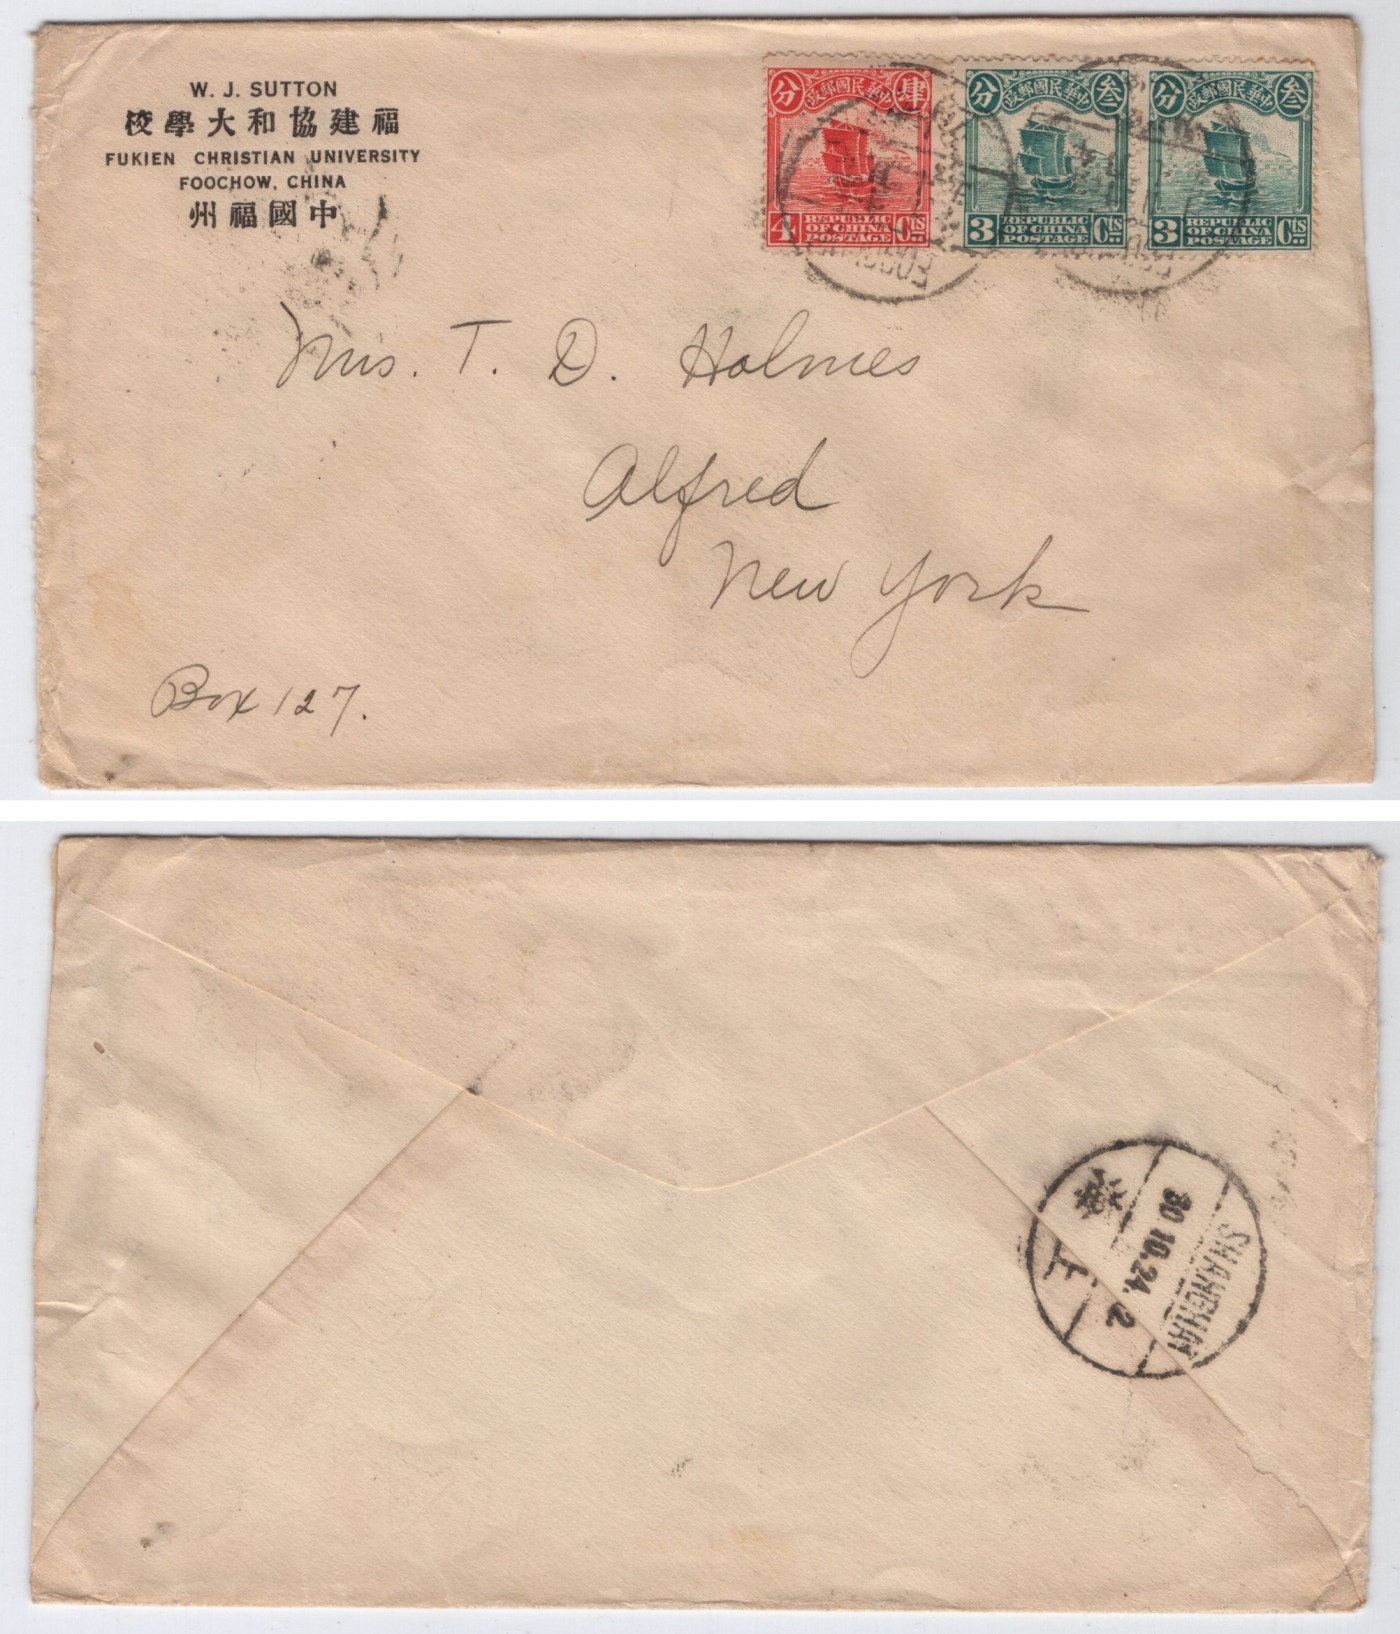 W. J. SUTTON
校學大和協建福
FUKIEN CHRISTIAN UNIVERSITY
FOOCHOW, CHINA
州福國中
分 政郵國民華中 肆
4 REPUBLIC OF CHINA POSTAGE Cts
分 政郵國民華中 叁
3 REPUBLIC OF CHINA POSTAGE Cts
分 政郵國民華中 叁
3 REPUBLIC OF CHINA POSTAGE Cts
Mrs. T. D. Holmes
Alfred
New York
Box 127.
SHANGHAI
30 10.24. 2
上海